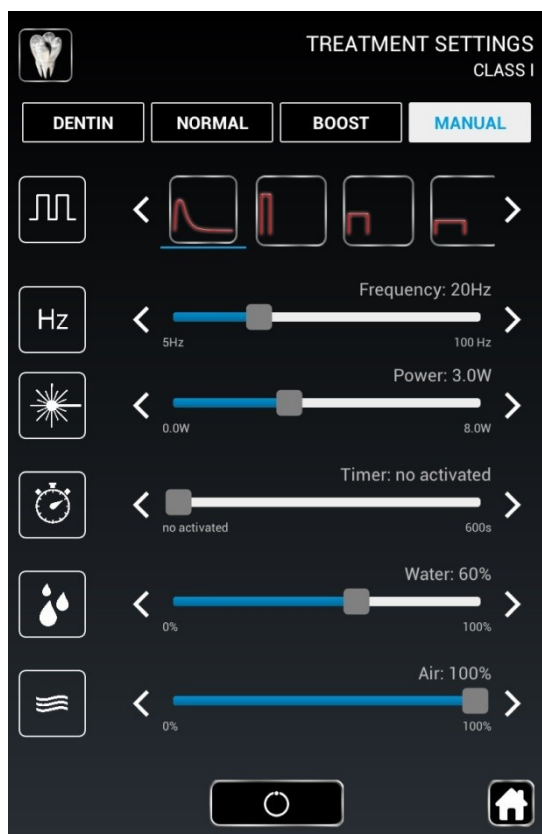 TREATMENT SETTINGS
CLASS I
DENTIN NORMAL BOOST MANUAL
Frequency: 20Hz
Hz
5Hz 100 Hz
Power: 3.0W
0.0W 8.0W
Timer: no activated
no activated 600s
Water: 60%
0% 100%
Air: 100%
0% 100%